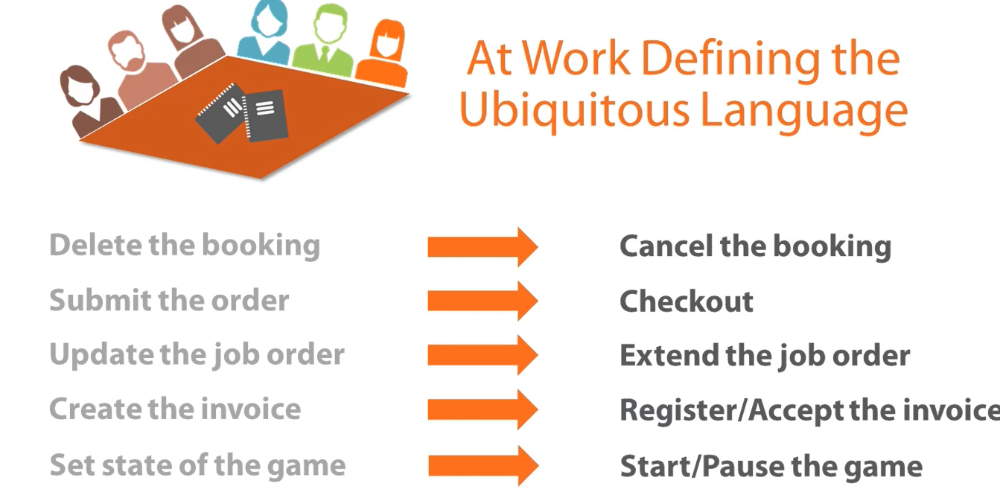 At Work Defining the
Ubiquitous Language
Delete the booking
Cancel the booking
Submit the order
Checkout
Update the job order
Extend the job order
Create the invoice
Register/Accept the invoice
Set state of the game
Start/Pause the game